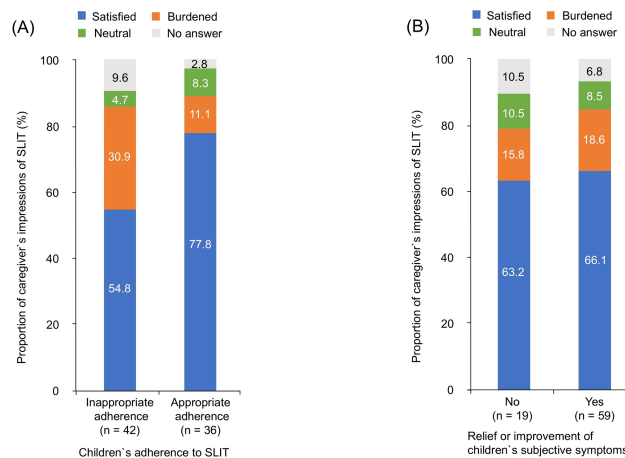 (A)
Satisfied Burdened
Neutral No answer
Proportion of caregiver`s impressions of SLIT (%)
100
80
60
40
20
0
9.6
4.7
30.9
54.8
2.8
8.3
11.1
77.8
Inappropriate
adherence
(n = 42)
Appropriate
adherence
(n = 36)
Children`s adherence to SLIT
(B)
Satisfied Burdened
Neutral No answer
Proportion of caregiver`s impressions of SLIT (%)
100
80
60
40
20
0
10.5
10.5
15.8
63.2
6.8
8.5
18.6
66.1
No
(n = 19)
Yes
(n = 59)
Relief or improvement of
children`s subjective symptoms